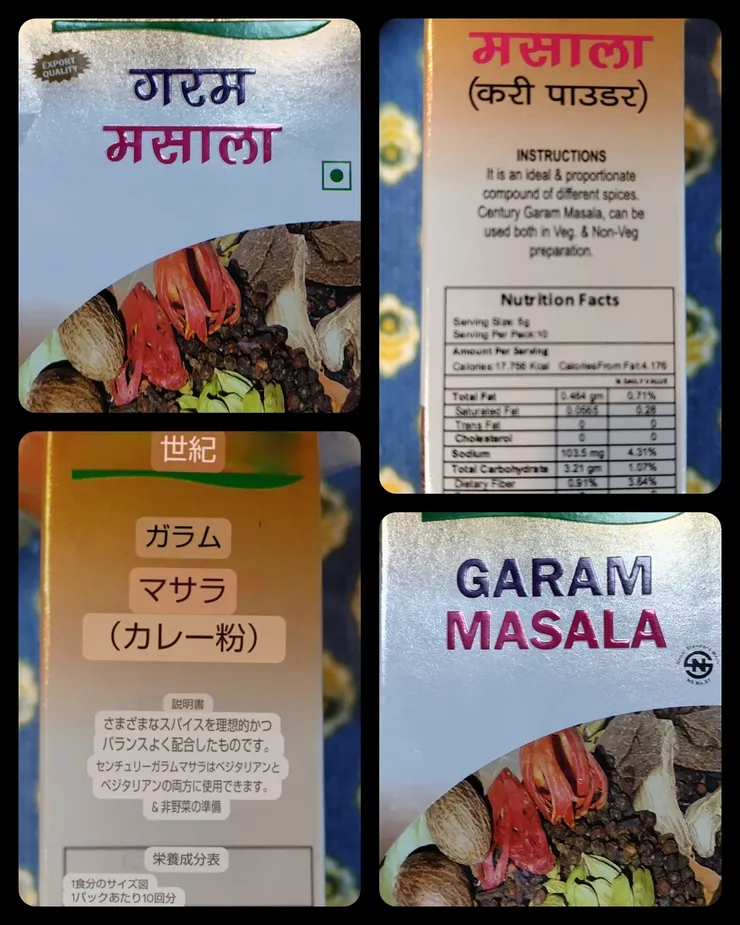 EXPORT
QUALITY
गरम
मसाला
मसाला
(करी पाउडर)
INSTRUCTIONS
It is an ideal & proportionate
compound of different spices.
Century Garam Masala, can be
used both in Veg. & Non-Veg
preparation.
Nutrition Facts
Serving Size: 5g
Serving Per Pack:10
Amount Per Serving
Calories:17.756 Kcal CaloriesFrom Fat:4.176
% DAILY VALUE
Total Fat 0.464 gm 0.71%
Saturated Fat 0.0565 0.28
Trans Fat 0 0
Cholesterol 0 0
Sodium 103.5 mg 4.31%
Total Carbohydrate 3.21 gm 1.07%
Dietary Fiber 0.91% 3.64%
世紀
ガラム
マサラ
（カレー粉）
説明書
さまざまなスパイスを理想的かつ
バランスよく配合したものです。
センチュリーガラムマサラはベジタリアンと
ベジタリアンの両方に使用できます。
& 非野菜の準備
栄養成分表
1食分のサイズ図
1パックあたり10回分
GARAM
MASALA